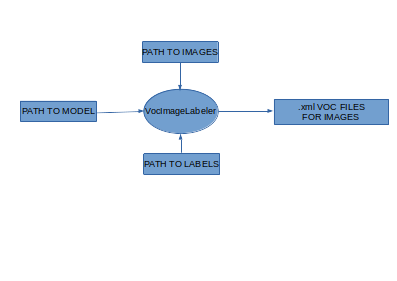 PATH TO IMAGES
PATH TO MODEL
VocImageLabeler
.xml VOC FILES
FOR IMAGES
PATH TO LABELS